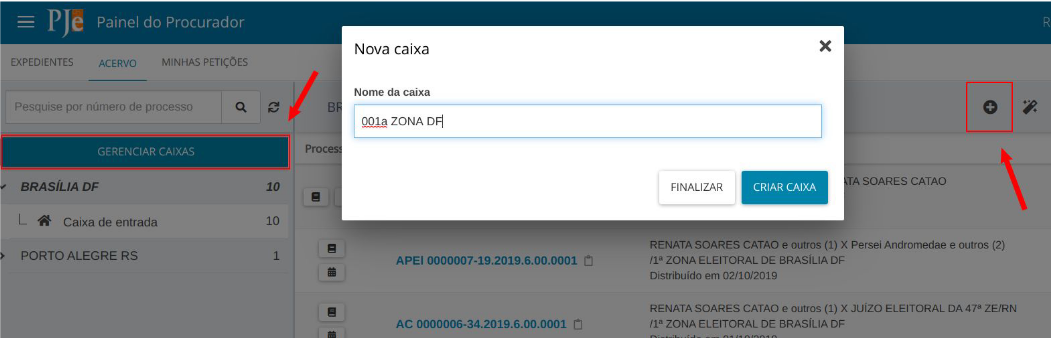 PJe Painel do Procurador
EXPEDIENTES ACERVO MINHAS PETIÇÕES
Nova caixa
Nome da caixa
001a ZONA DF
FINALIZAR CRIAR CAIXA
Pesquise por número de processo
GERENCIAR CAIXAS
BRASÍLIA DF 10
Caixa de entrada 10
PORTO ALEGRE RS 1
BR
Process
ATA SOARES CATAO
APEI 0000007-19.2019.6.00.0001
RENATA SOARES CATAO e outros (1) X Persei Andromedae e outros (2)
/1ª ZONA ELEITORAL DE BRASÍLIA DF
Distribuído em 02/10/2019
AC 0000006-34.2019.6.00.0001
RENATA SOARES CATAO e outros (1) X JUÍZO ELEITORAL DA 47ª ZE/RN
/1ª ZONA ELEITORAL DE BRASÍLIA DF